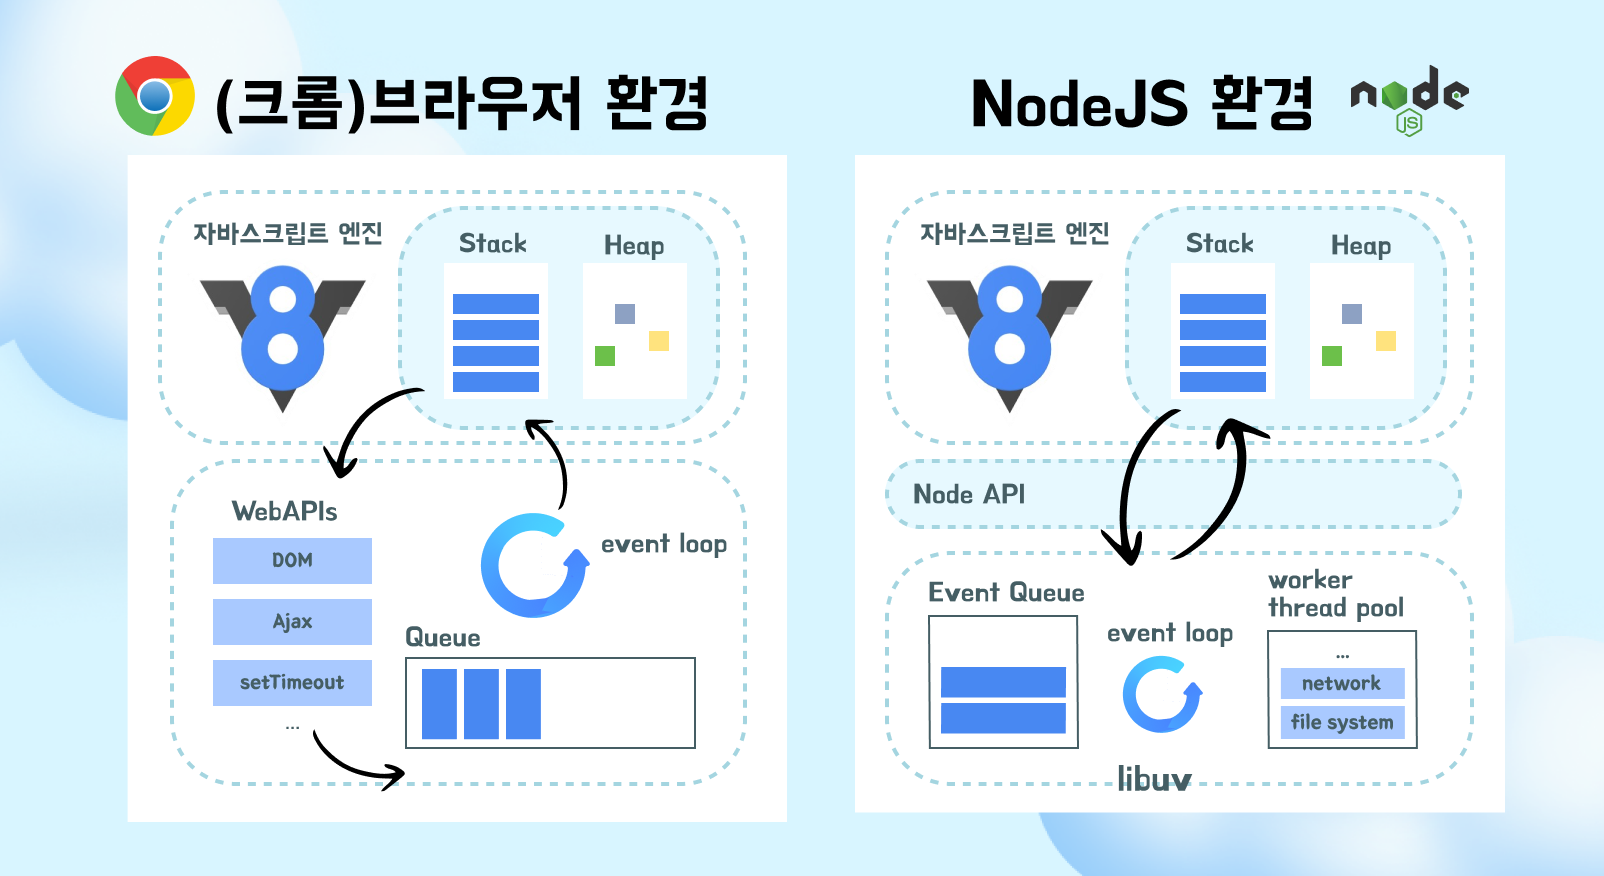 (크롬)브라우저 환경
자바스크립트 엔진
8
Stack
Heap
WebAPIs
DOM
Ajax
setTimeout
...
event loop
Queue
NodeJS 환경
node
JS
자바스크립트 엔진
8
Stack
Heap
Node API
Event Queue
event loop
worker
thread pool
...
network
file system
libuv